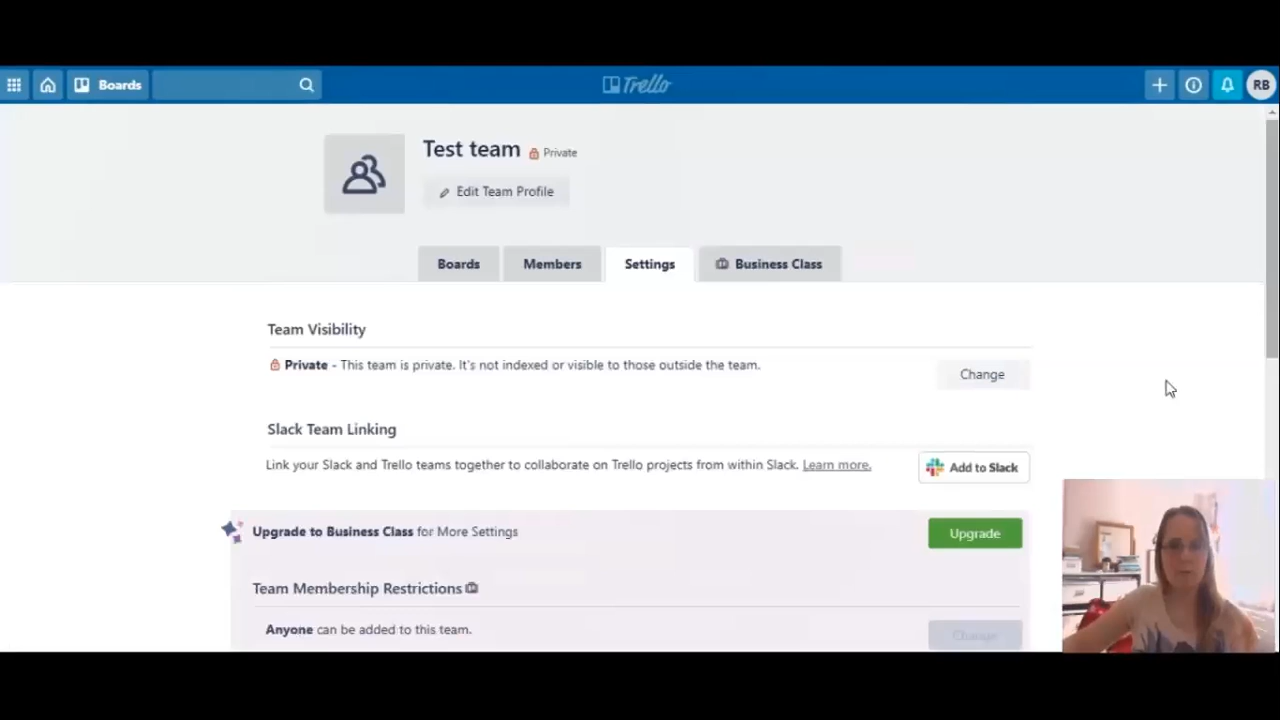 Boards
Trello
RB
Test team
Private
Edit Team Profile
Boards
Members
Settings
Business Class
Team Visibility
Private - This team is private. It's not indexed or visible to those outside the team.
Change
Slack Team Linking
Link your Slack and Trello teams together to collaborate on Trello projects from within Slack. Learn more.
Add to Slack
Upgrade to Business Class for More Settings
Upgrade
Team Membership Restrictions
Anyone can be added to this team.
Change